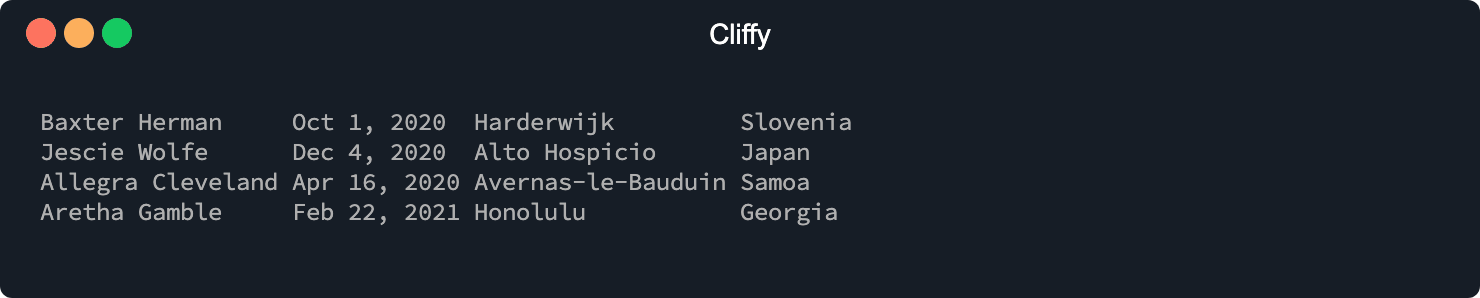 Cliffy
Baxter Herman     Oct 1, 2020  Harderwijk         Slovenia
Jescie Wolfe      Dec 4, 2020  Alto Hospicio      Japan
Allegra Cleveland Apr 16, 2020 Avernas-le-Bauduin Samoa
Aretha Gamble     Feb 22, 2021 Honolulu           Georgia